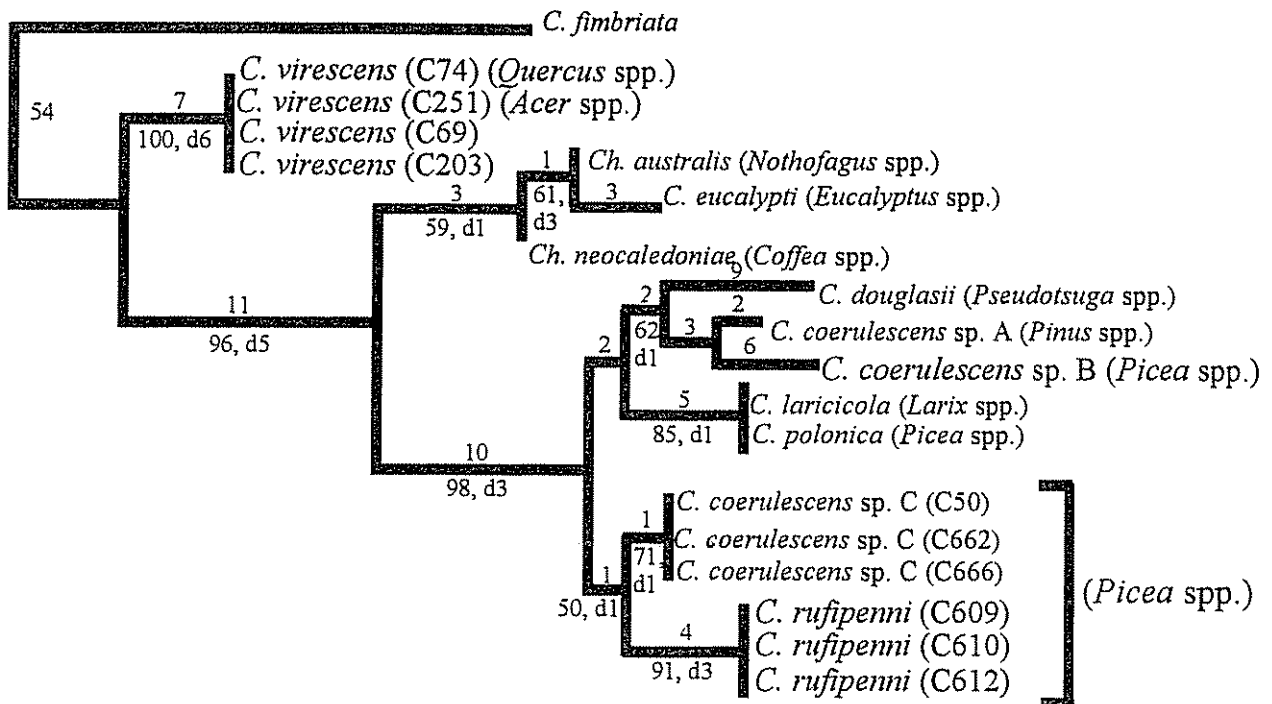 C. fimbriata
54
7
100, d6
C. virescens (C74) (Quercus spp.)
C. virescens (C251) (Acer spp.)
C. virescens (C69)
C. virescens (C203)
3
59, d1
1
61,
d3
Ch. australis (Nothofagus spp.)
3
C. eucalypti (Eucalyptus spp.)
Ch. neocaledoniae (Coffea spp.)
11
96, d5
9
C. douglasii (Pseudotsuga spp.)
2
62
d1
2
3
2
C. coerulescens sp. A (Pinus spp.)
6
C. coerulescens sp. B (Picea spp.)
5
85, d1
C. laricicola (Larix spp.)
C. polonica (Picea spp.)
10
98, d3
1
71,
d1
C. coerulescens sp. C (C50)
C. coerulescens sp. C (C662)
C. coerulescens sp. C (C666)
1
50, d1
(Picea spp.)
4
91, d3
C. rufipenni (C609)
C. rufipenni (C610)
C. rufipenni (C612)